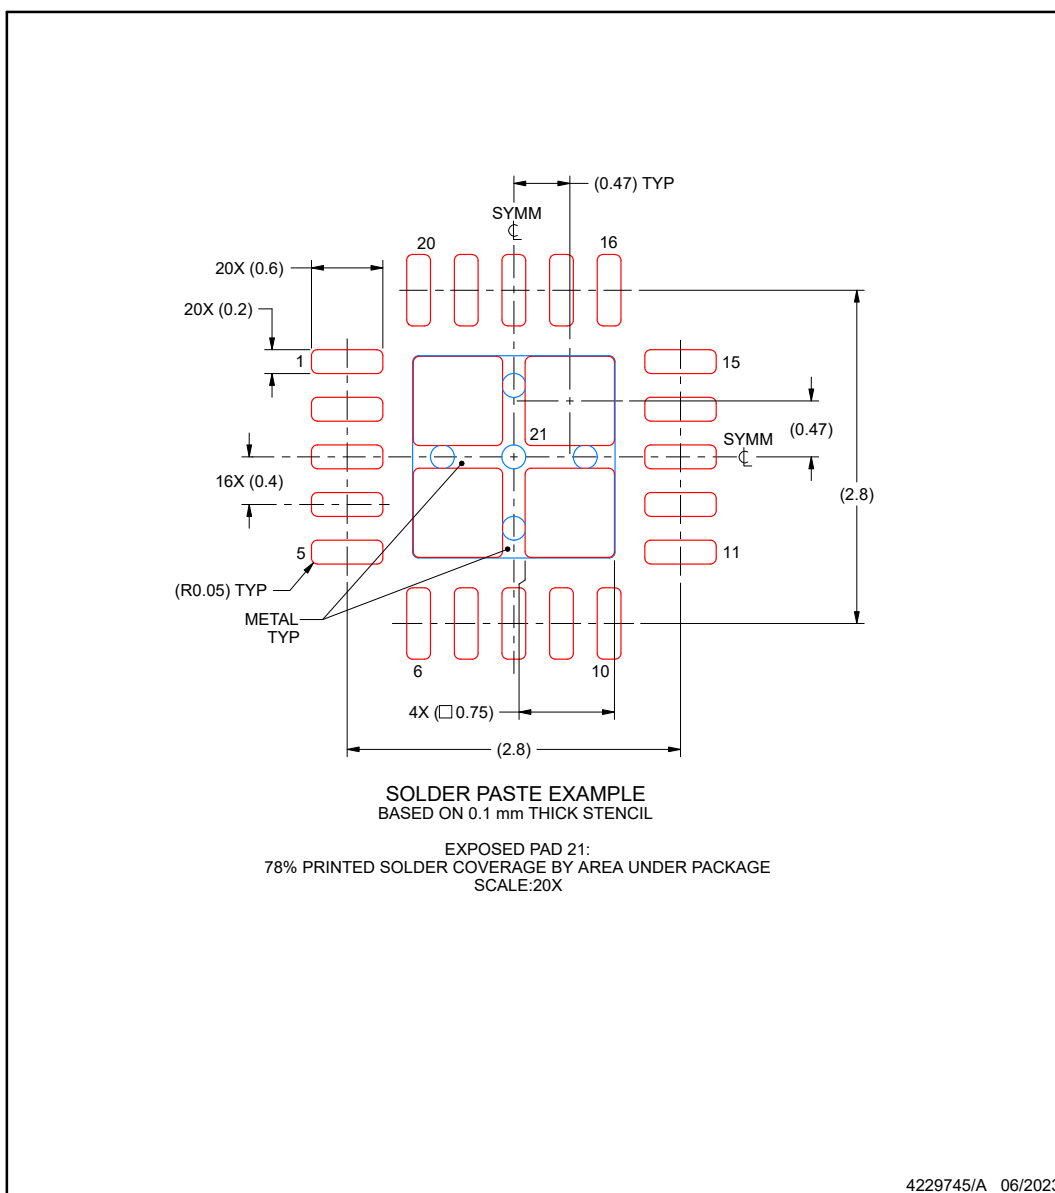 (0.47) TYP
SYMM
℄
20
16
20X (0.6)
20X (0.2)
1
15
21
(0.47)
SYMM
℄
16X (0.4)
(2.8)
5
11
(R0.05) TYP
METAL
TYP
6
10
4X (□ 0.75)
(2.8)
SOLDER PASTE EXAMPLE
BASED ON 0.1 mm THICK STENCIL
EXPOSED PAD 21:
78% PRINTED SOLDER COVERAGE BY AREA UNDER PACKAGE
SCALE:20X
4229745/A 06/2023